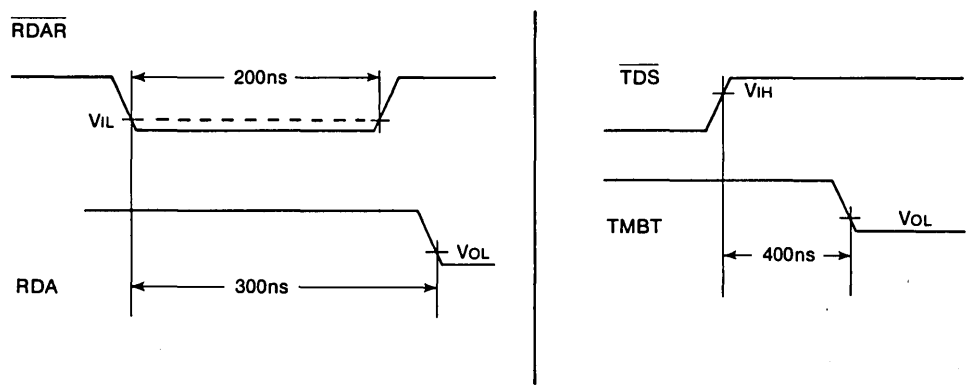 RDAR
200ns
VIL
VOL
RDA
300ns
TDS
VIH
TMBT
VOL
400ns